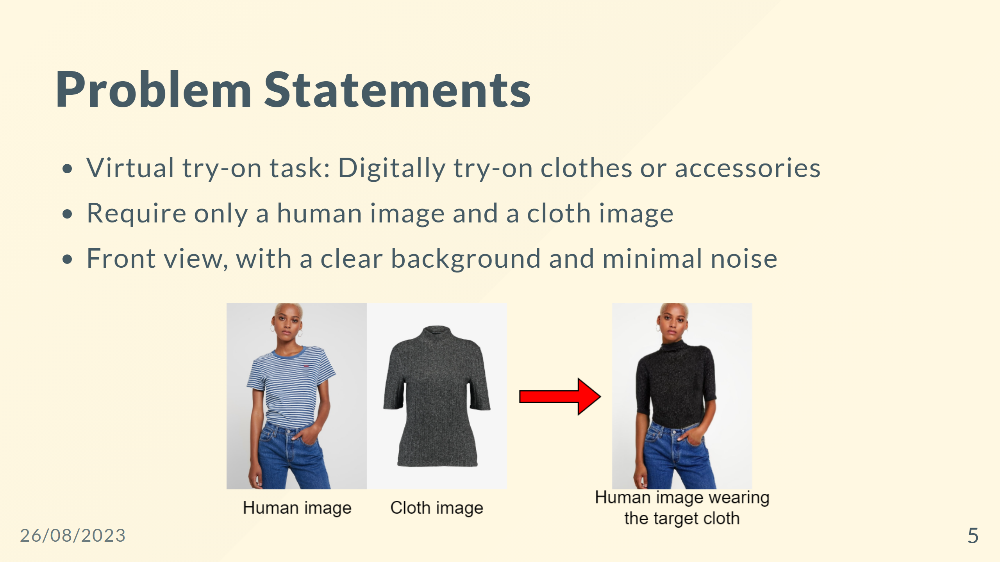 Problem Statements
• Virtual try-on task: Digitally try-on clothes or accessories
• Require only a human image and a cloth image
• Front view, with a clear background and minimal noise
Human image
Cloth image
Human image wearing
the target cloth
26/08/2023
5